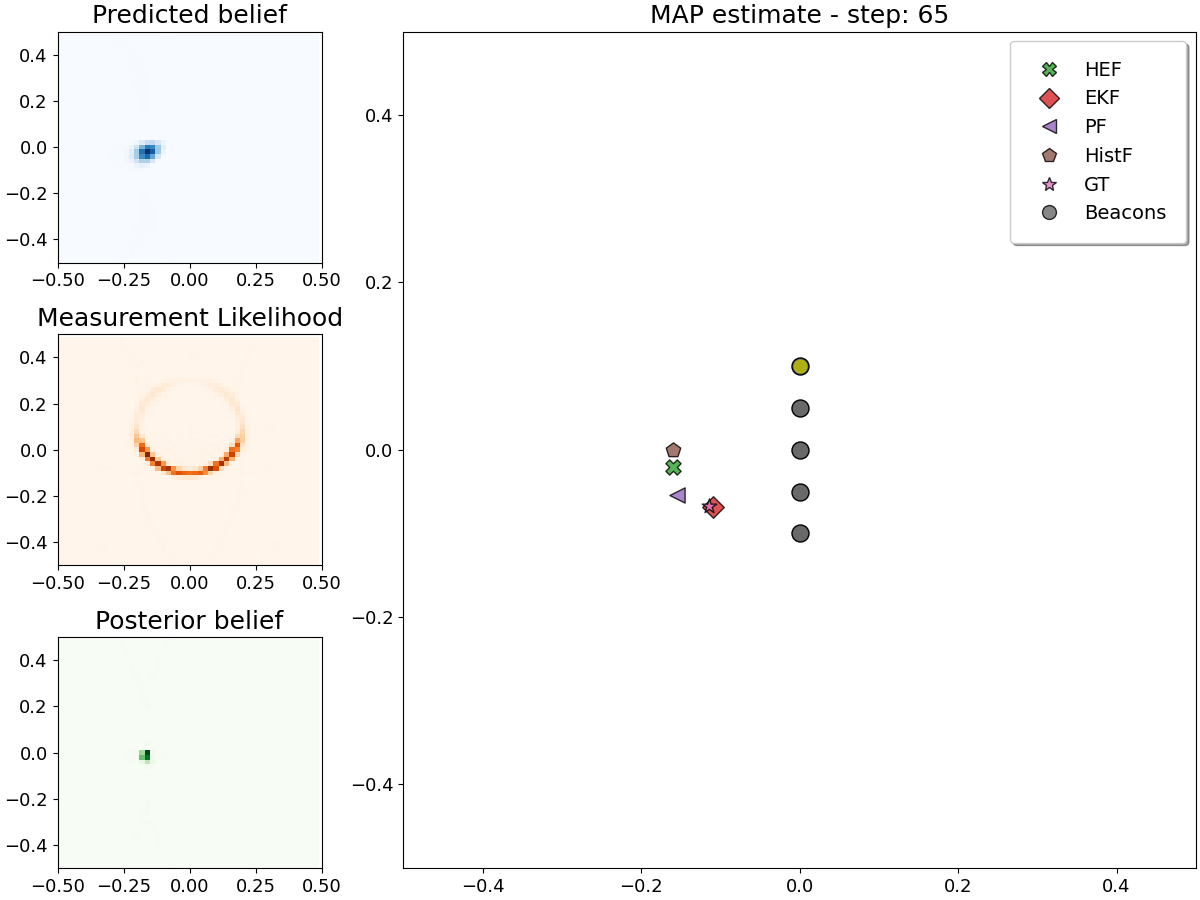 Predicted belief
0.4
0.2
0.0
−0.2
−0.4
−0.50 −0.25 0.00 0.25 0.50
Measurement Likelihood
0.4
0.2
0.0
−0.2
−0.4
−0.50 −0.25 0.00 0.25 0.50
Posterior belief
0.4
0.2
0.0
−0.2
−0.4
−0.50 −0.25 0.00 0.25 0.50
MAP estimate - step: 65
0.4
0.2
0.0
−0.2
−0.4
−0.4 −0.2 0.0 0.2 0.4
HEF
EKF
PF
HistF
GT
Beacons